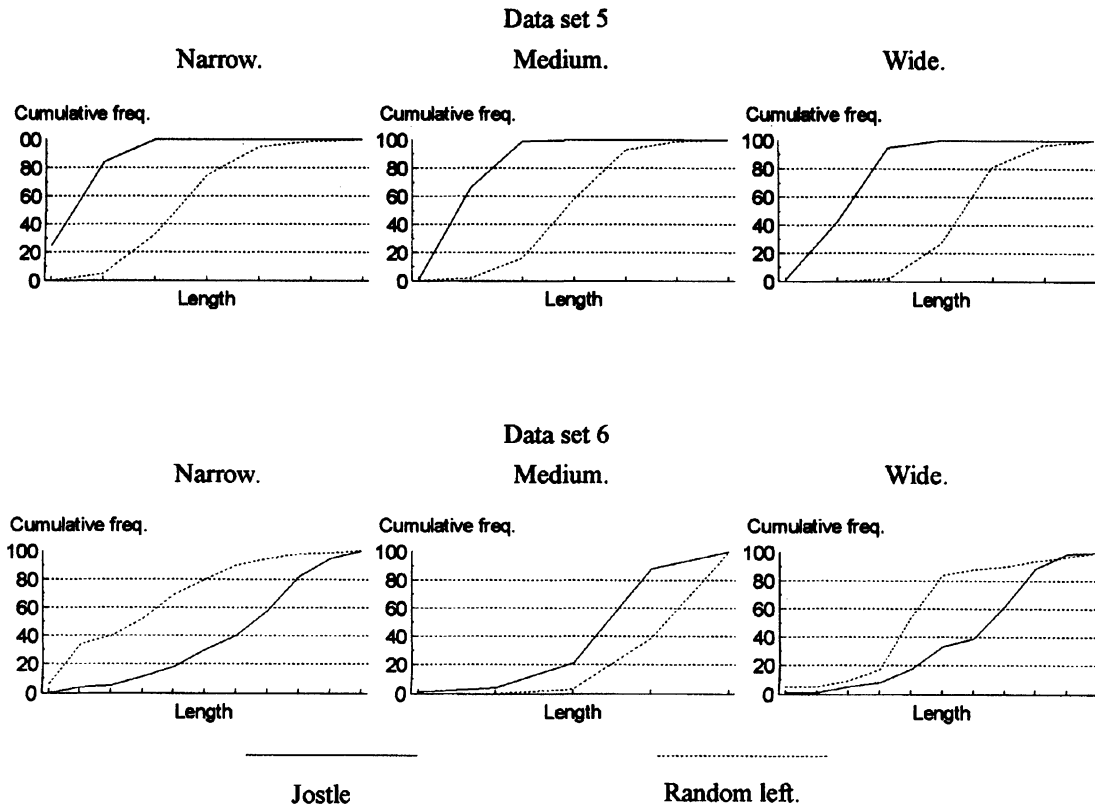 Data set 5
Narrow. Medium. Wide.
Cumulative freq. Cumulative freq. Cumulative freq.
00 100 100
80 80 80
60 60 60
40 40 40
20 20 20
0 0 0
Length Length Length
Data set 6
Narrow. Medium. Wide.
Cumulative freq. Cumulative freq. Cumulative freq.
100 100 100
80 80 80
60 60 60
40 40 40
20 20 20
0 0 0
Length Length Length
Jostle Random left.